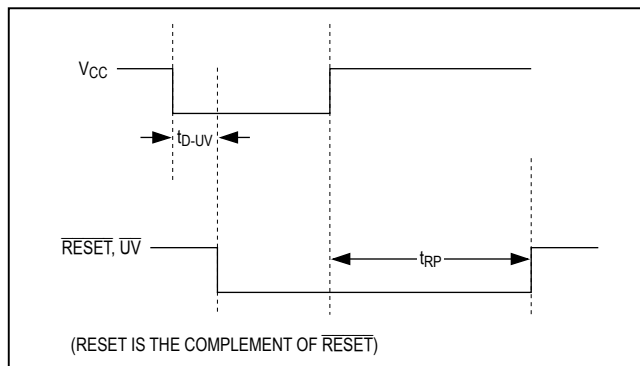 VCC
tD-UV
RESET, UV
tRP
(RESET IS THE COMPLEMENT OF RESET)